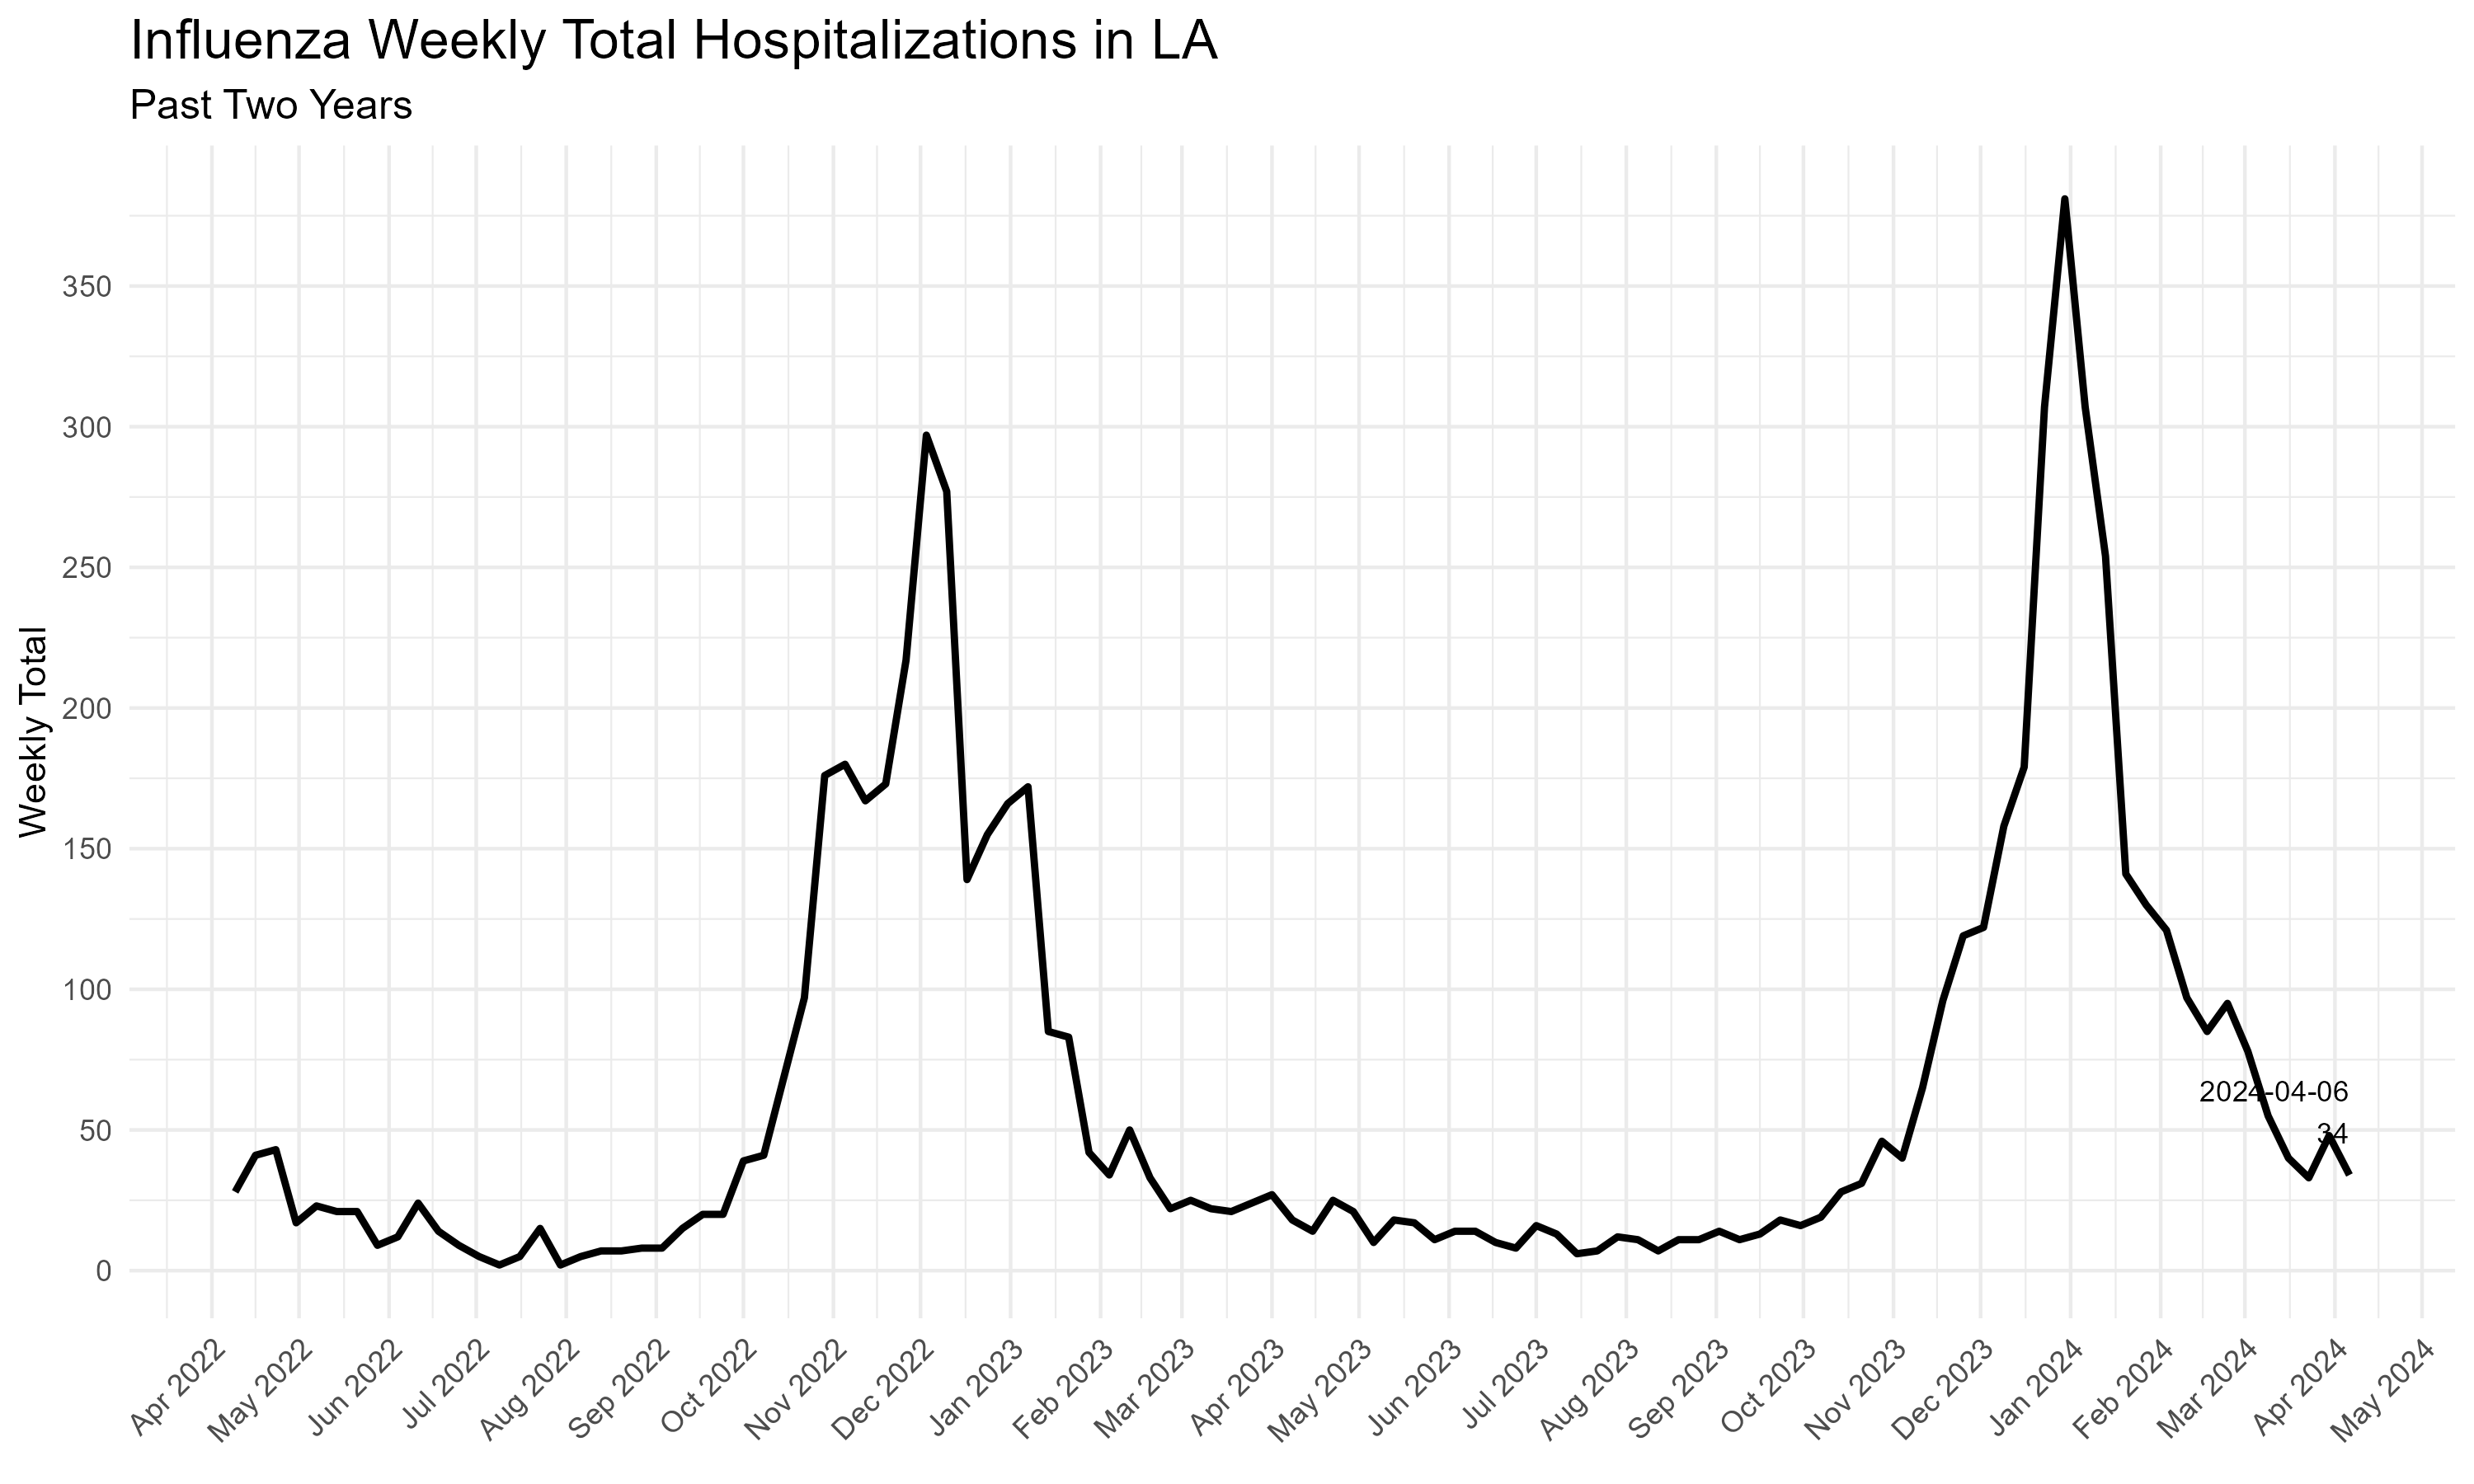 Influenza Weekly Total Hospitalizations in LA
Past Two Years
Weekly Total
350
300
250
200
150
100
50
0
2024-04-06
34
Apr 2022
May 2022
Jun 2022
Jul 2022
Aug 2022
Sep 2022
Oct 2022
Nov 2022
Dec 2022
Jan 2023
Feb 2023
Mar 2023
Apr 2023
May 2023
Jun 2023
Jul 2023
Aug 2023
Sep 2023
Oct 2023
Nov 2023
Dec 2023
Jan 2024
Feb 2024
Mar 2024
Apr 2024
May 2024